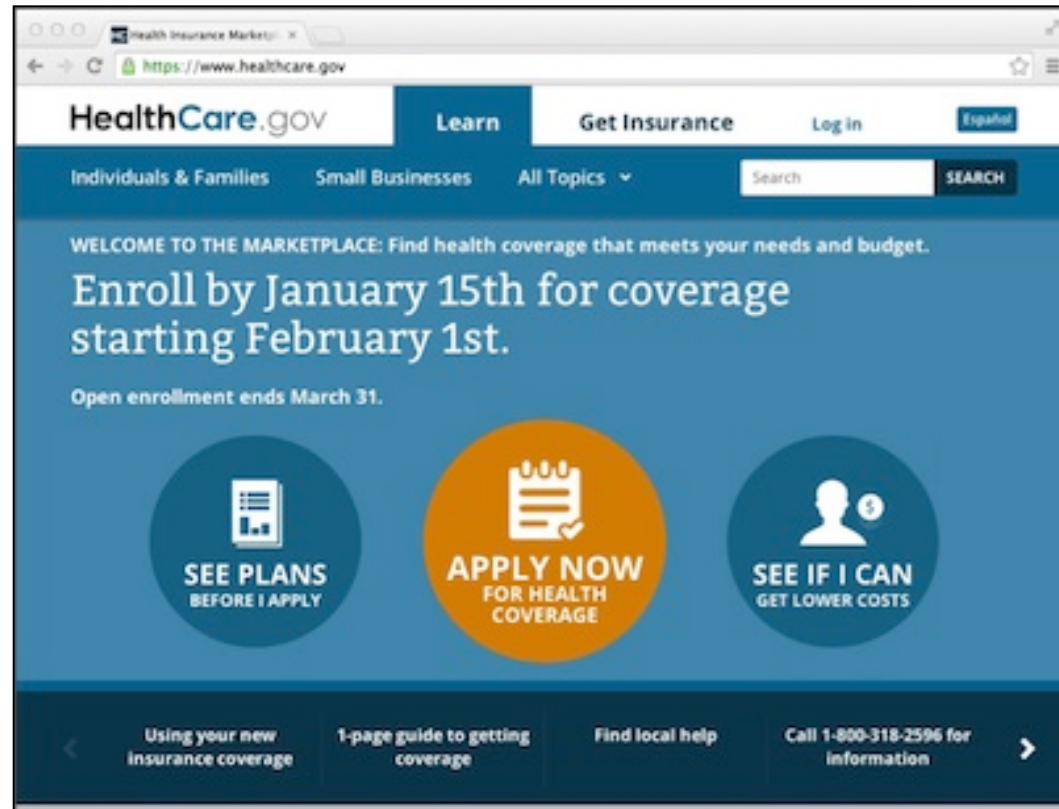 Health Insurance Marketpl
https://www.healthcare.gov
HealthCare.gov
Learn
Get Insurance
Log in
Español
Individuals & Families
Small Businesses
All Topics
Search
SEARCH
WELCOME TO THE MARKETPLACE: Find health coverage that meets your needs and budget.
Enroll by January 15th for coverage
starting February 1st.
Open enrollment ends March 31.
SEE PLANS
BEFORE I APPLY
APPLY NOW
FOR HEALTH
COVERAGE
SEE IF I CAN
GET LOWER COSTS
Using your new
insurance coverage
1-page guide to getting
coverage
Find local help
Call 1-800-318-2596 for
information